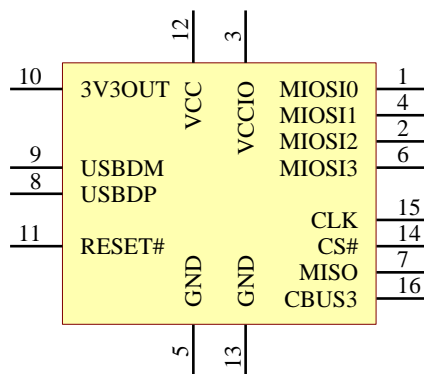 12 3
10 3V3OUT VCC VCCIO MIOSI0 1
MIOSI1 4
MIOSI2 2
9 USBDM MIOSI3 6
8 USBDP
CLK 15
11 RESET# GND GND CS# 14
MISO 7
CBUS3 16
5 13